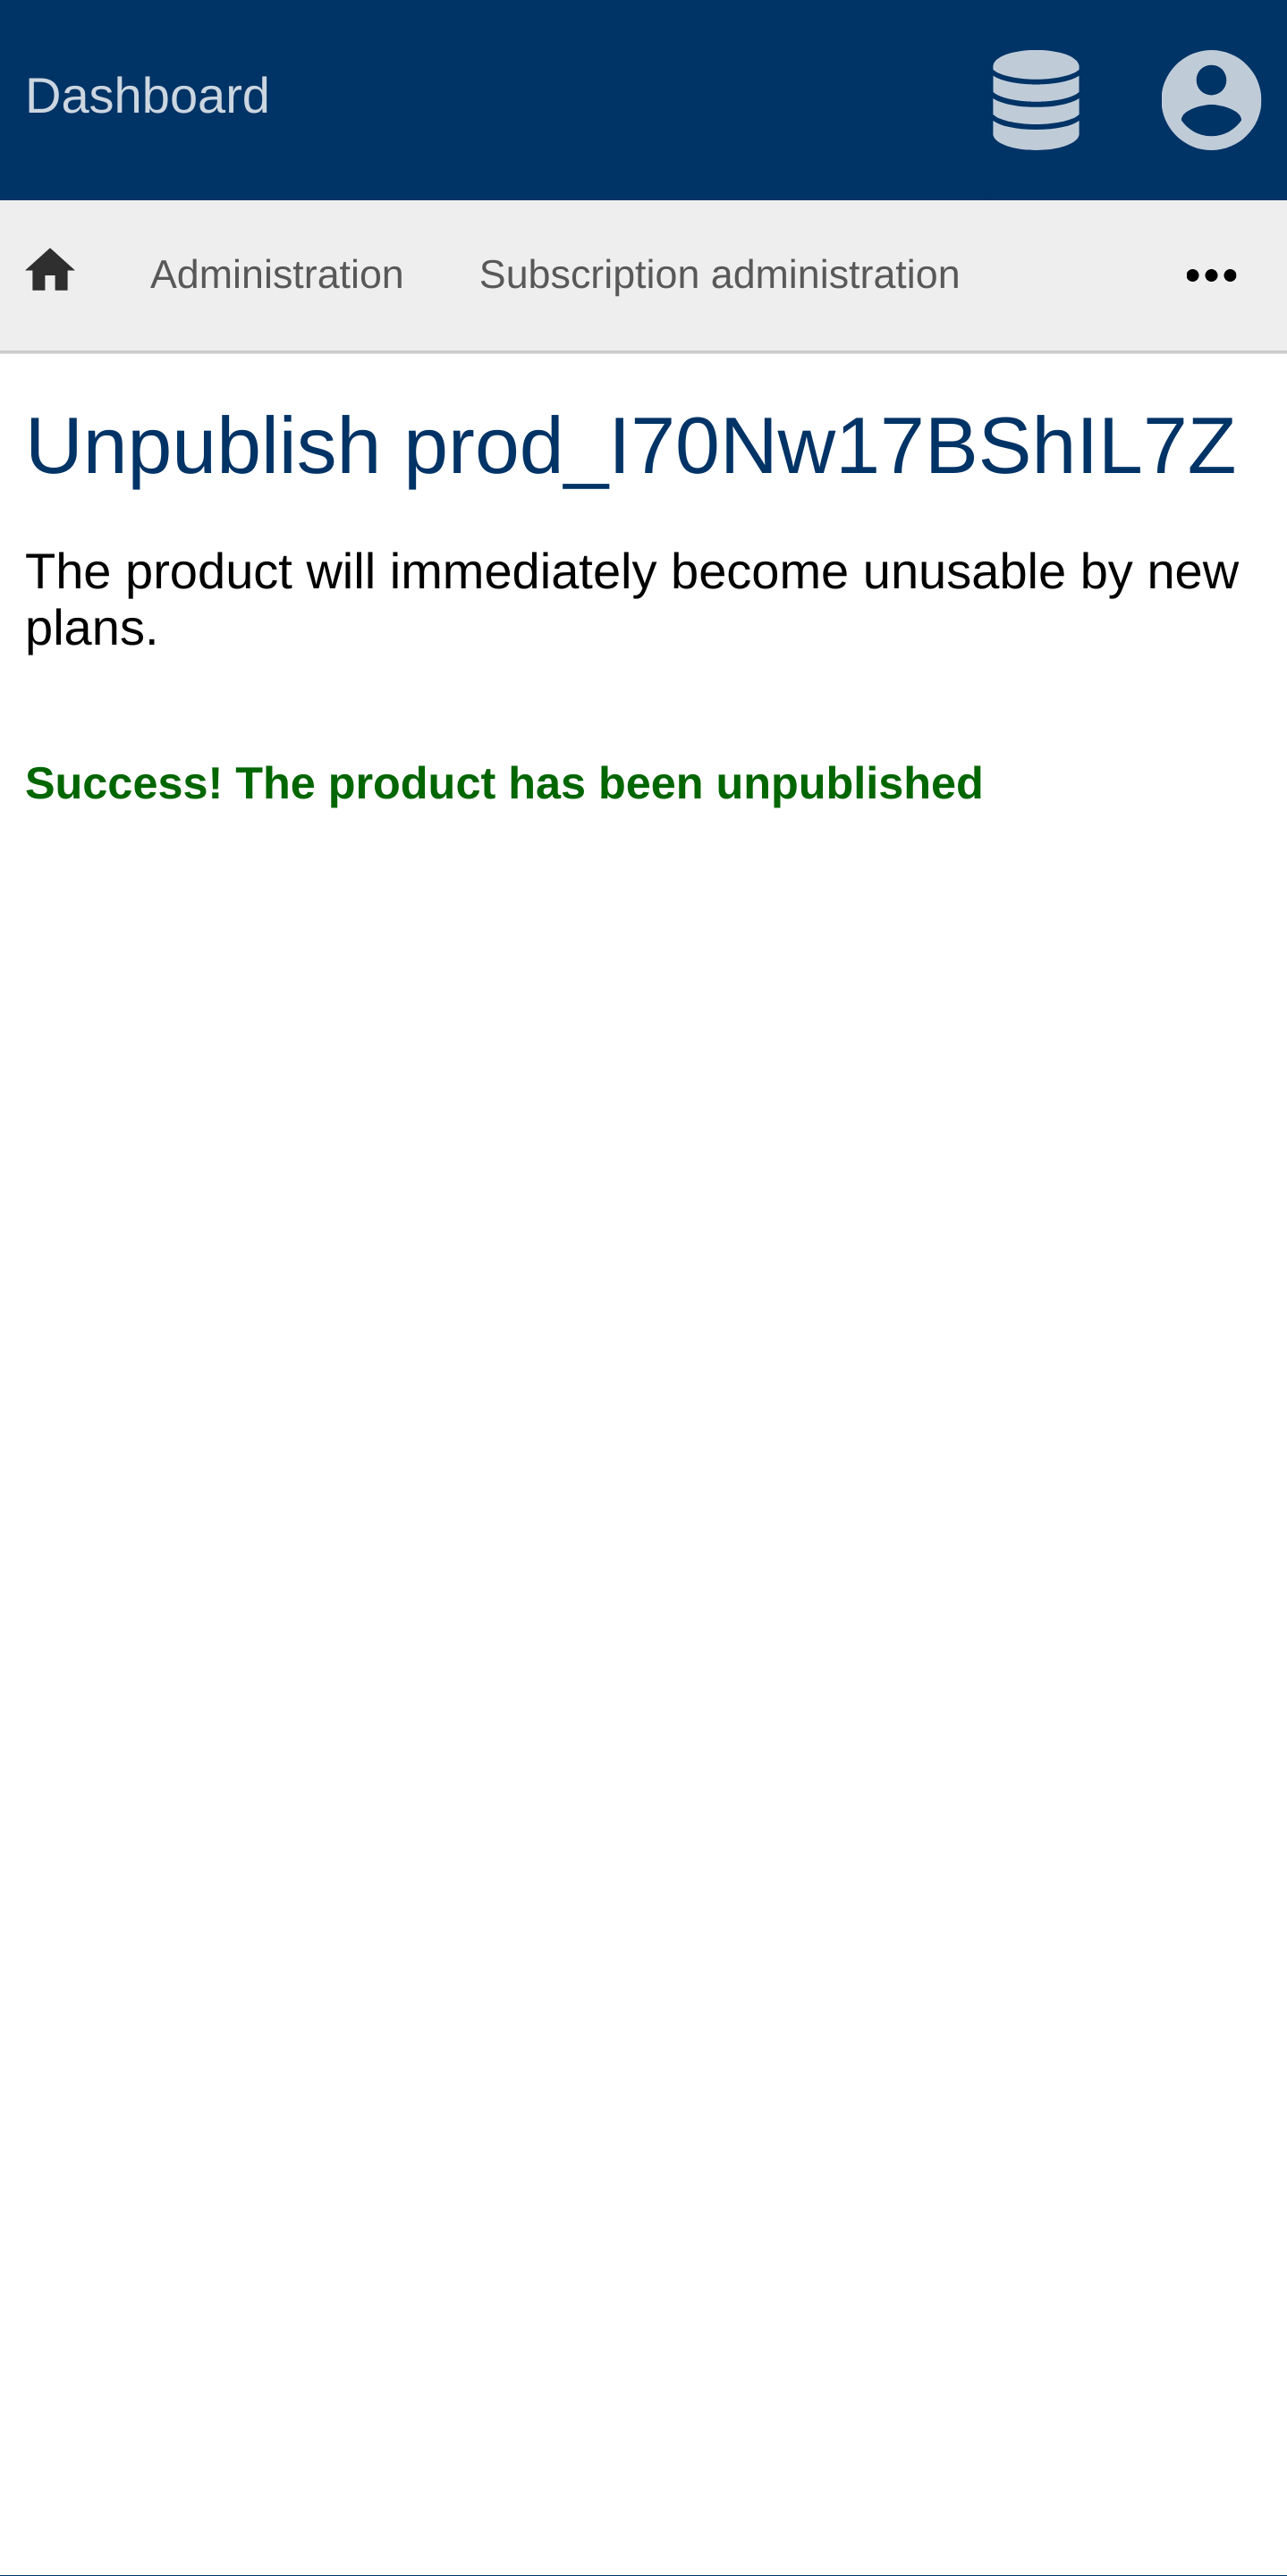 Dashboard
Administration Subscription administration
Unpublish prod_I70Nw17BShIL7Z
The product will immediately become unusable by new
plans.
Success! The product has been unpublished